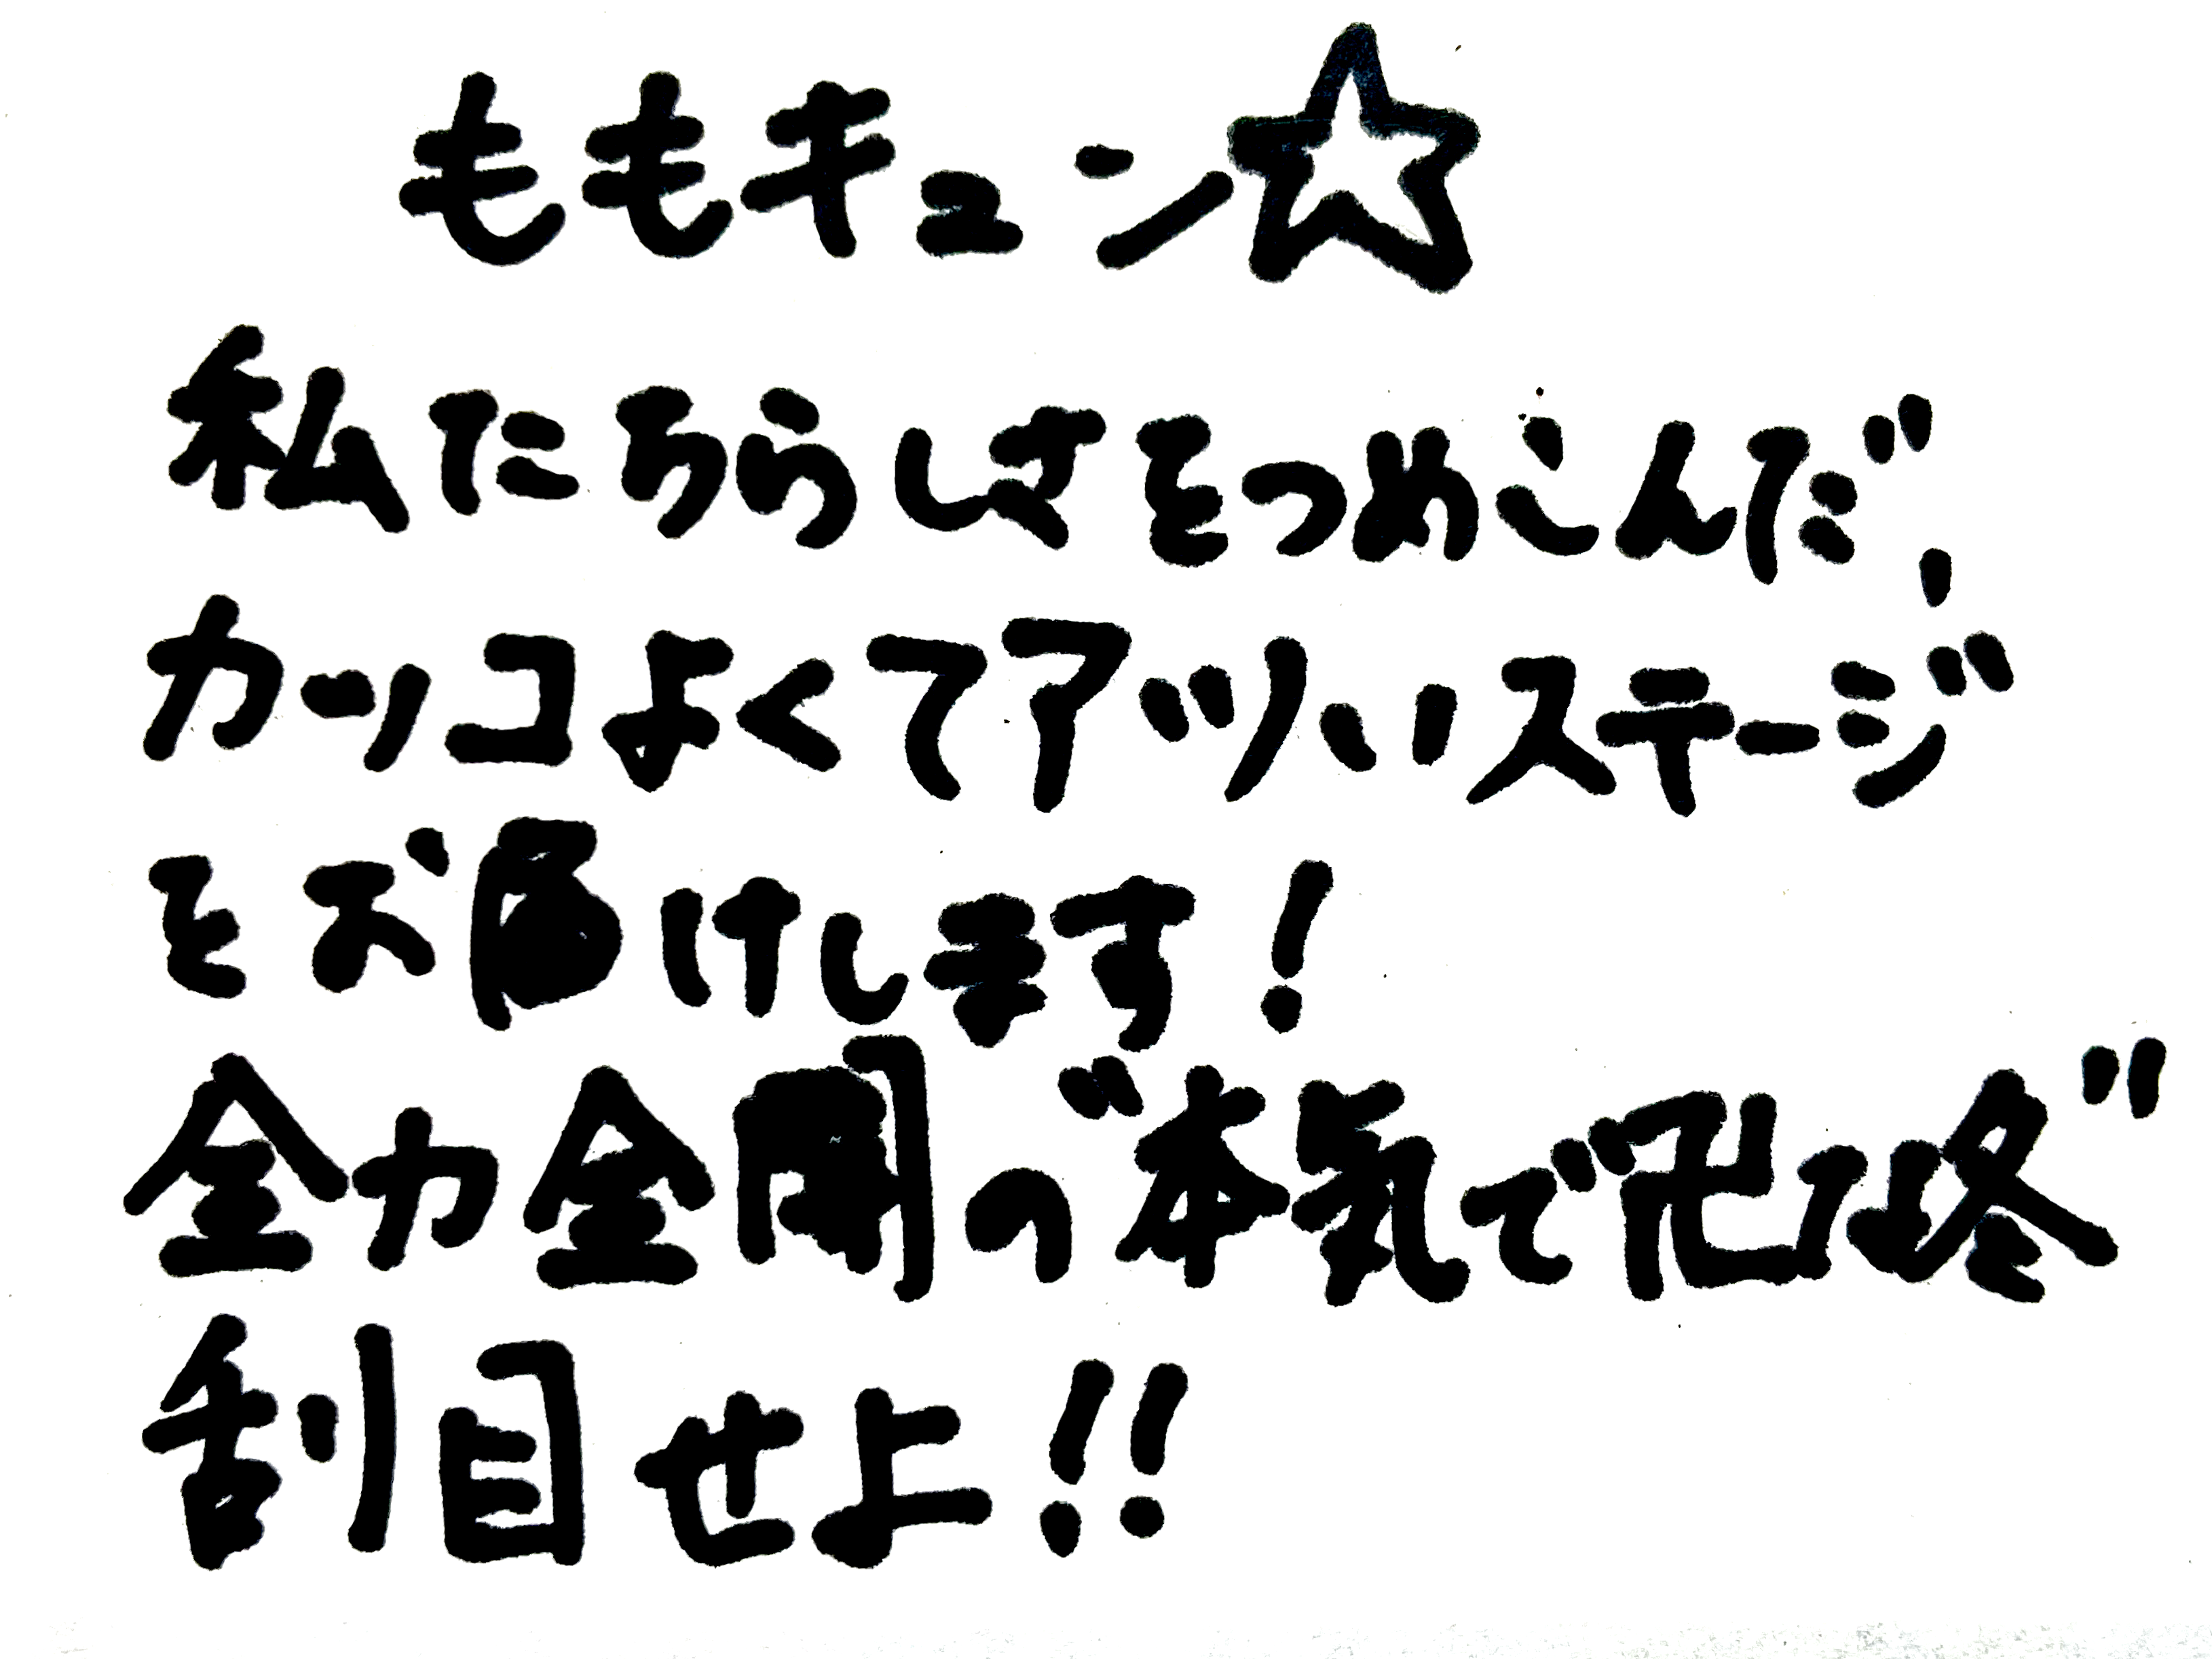 ももキュン☆
私たちらしさをつめこんだ、
カッコよくてアツいステージ
をお届けします!
全力全開の〝本気で卍な冬〟
刮目せよ!!